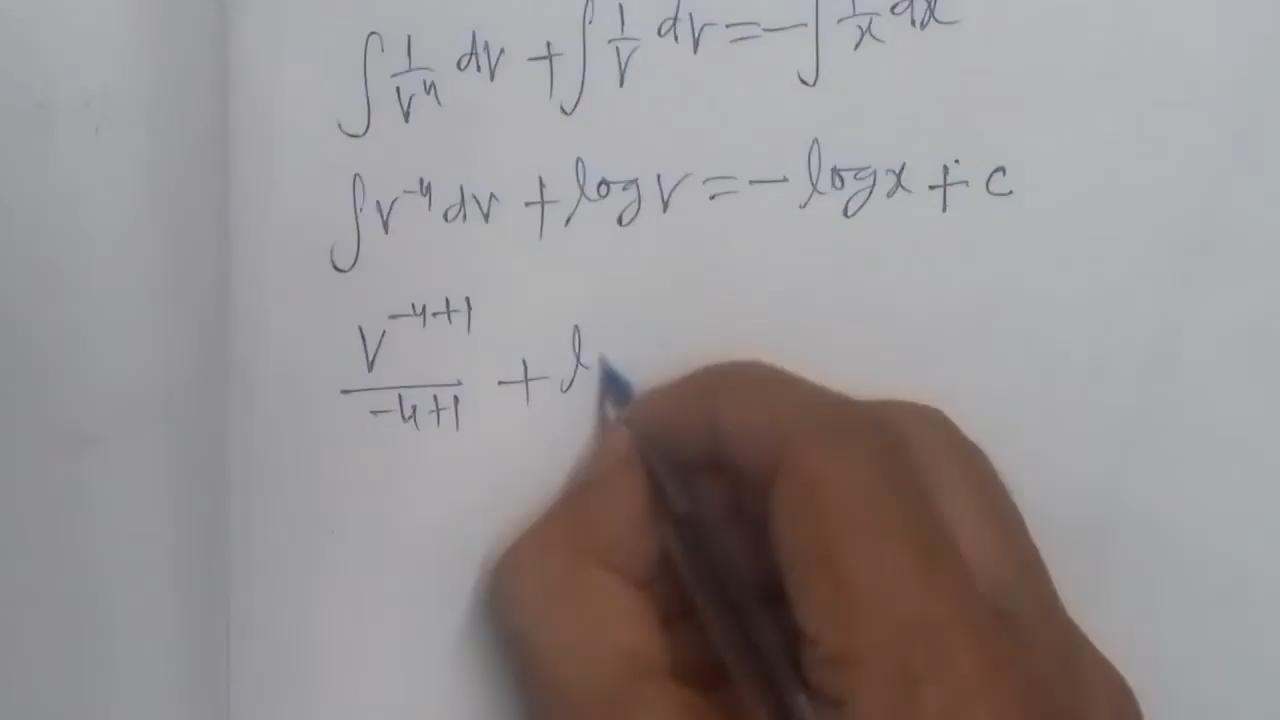 ∫ 1/v⁴ dv + ∫ 1/v dv = -∫ 1/x dx
∫ v⁻⁴ dv + log v = - log x + c
v⁻⁴⁺¹/-4+1 + l